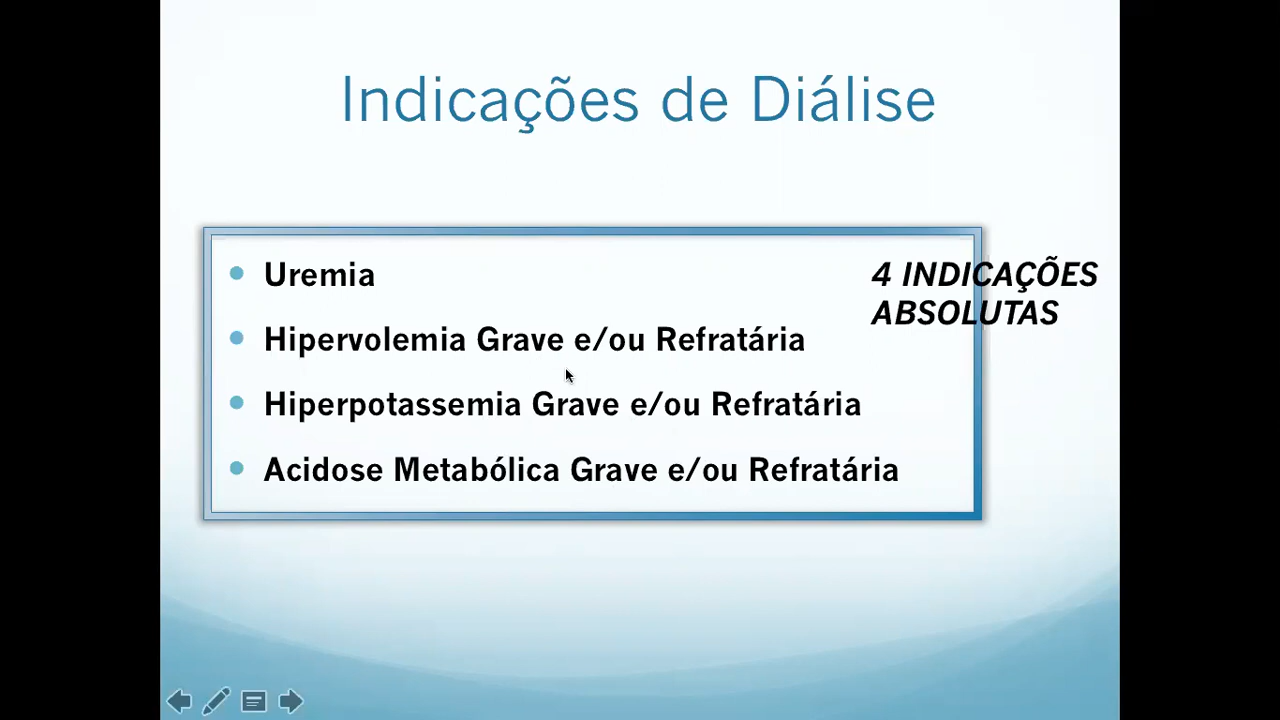 Indicações de Diálise
Uremia
4 INDICAÇÕES
ABSOLUTAS
Hipervolemia Grave e/ou Refratária
Hiperpotassemia Grave e/ou Refratária
Acidose Metabólica Grave e/ou Refratária